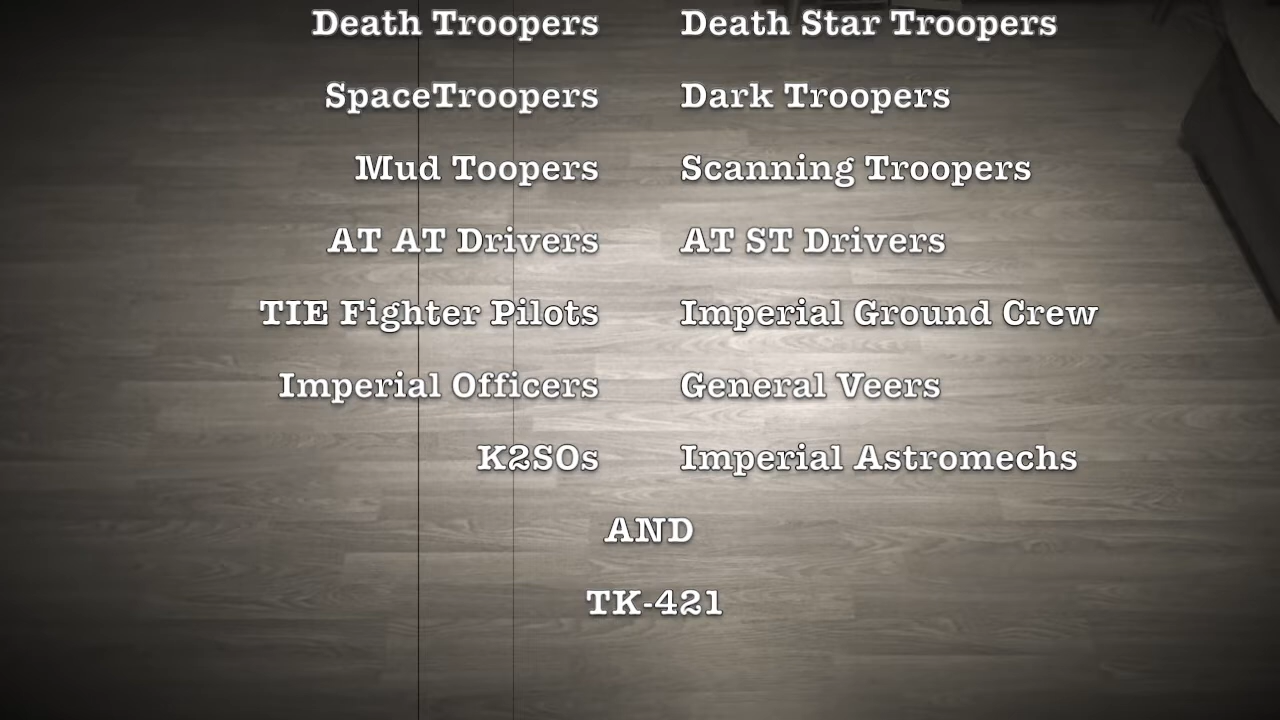 Death Troopers Death Star Troopers
SpaceTroopers Dark Troopers
Mud Toopers Scanning Troopers
AT AT Drivers AT ST Drivers
TIE Fighter Pilots Imperial Ground Crew
Imperial Officers General Veers
K2SOs Imperial Astromechs
AND
TK-421